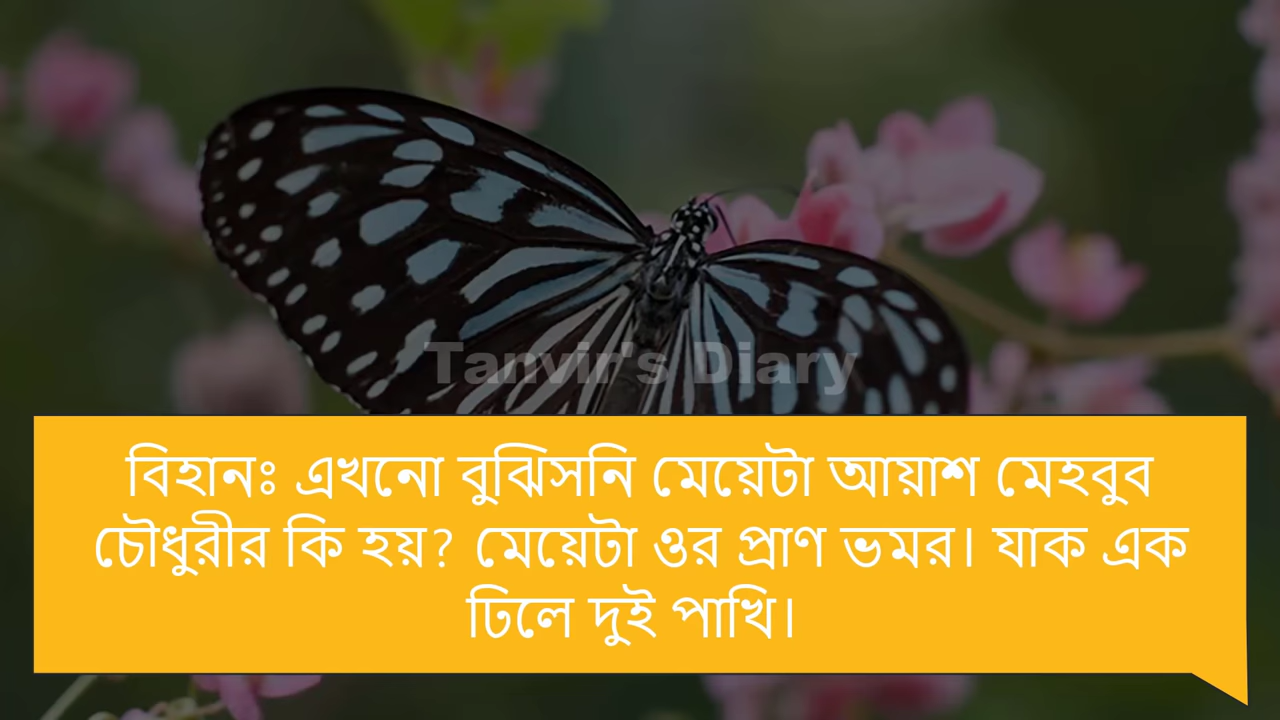 Tanvir's Diary
বিহানঃ এখনো বুঝিসনি মেয়েটা আয়াশ মেহবুব
চৌধুরীর কি হয়? মেয়েটা ওর প্রাণ ভমর। যাক এক
ঢিলে দুই পাখি।